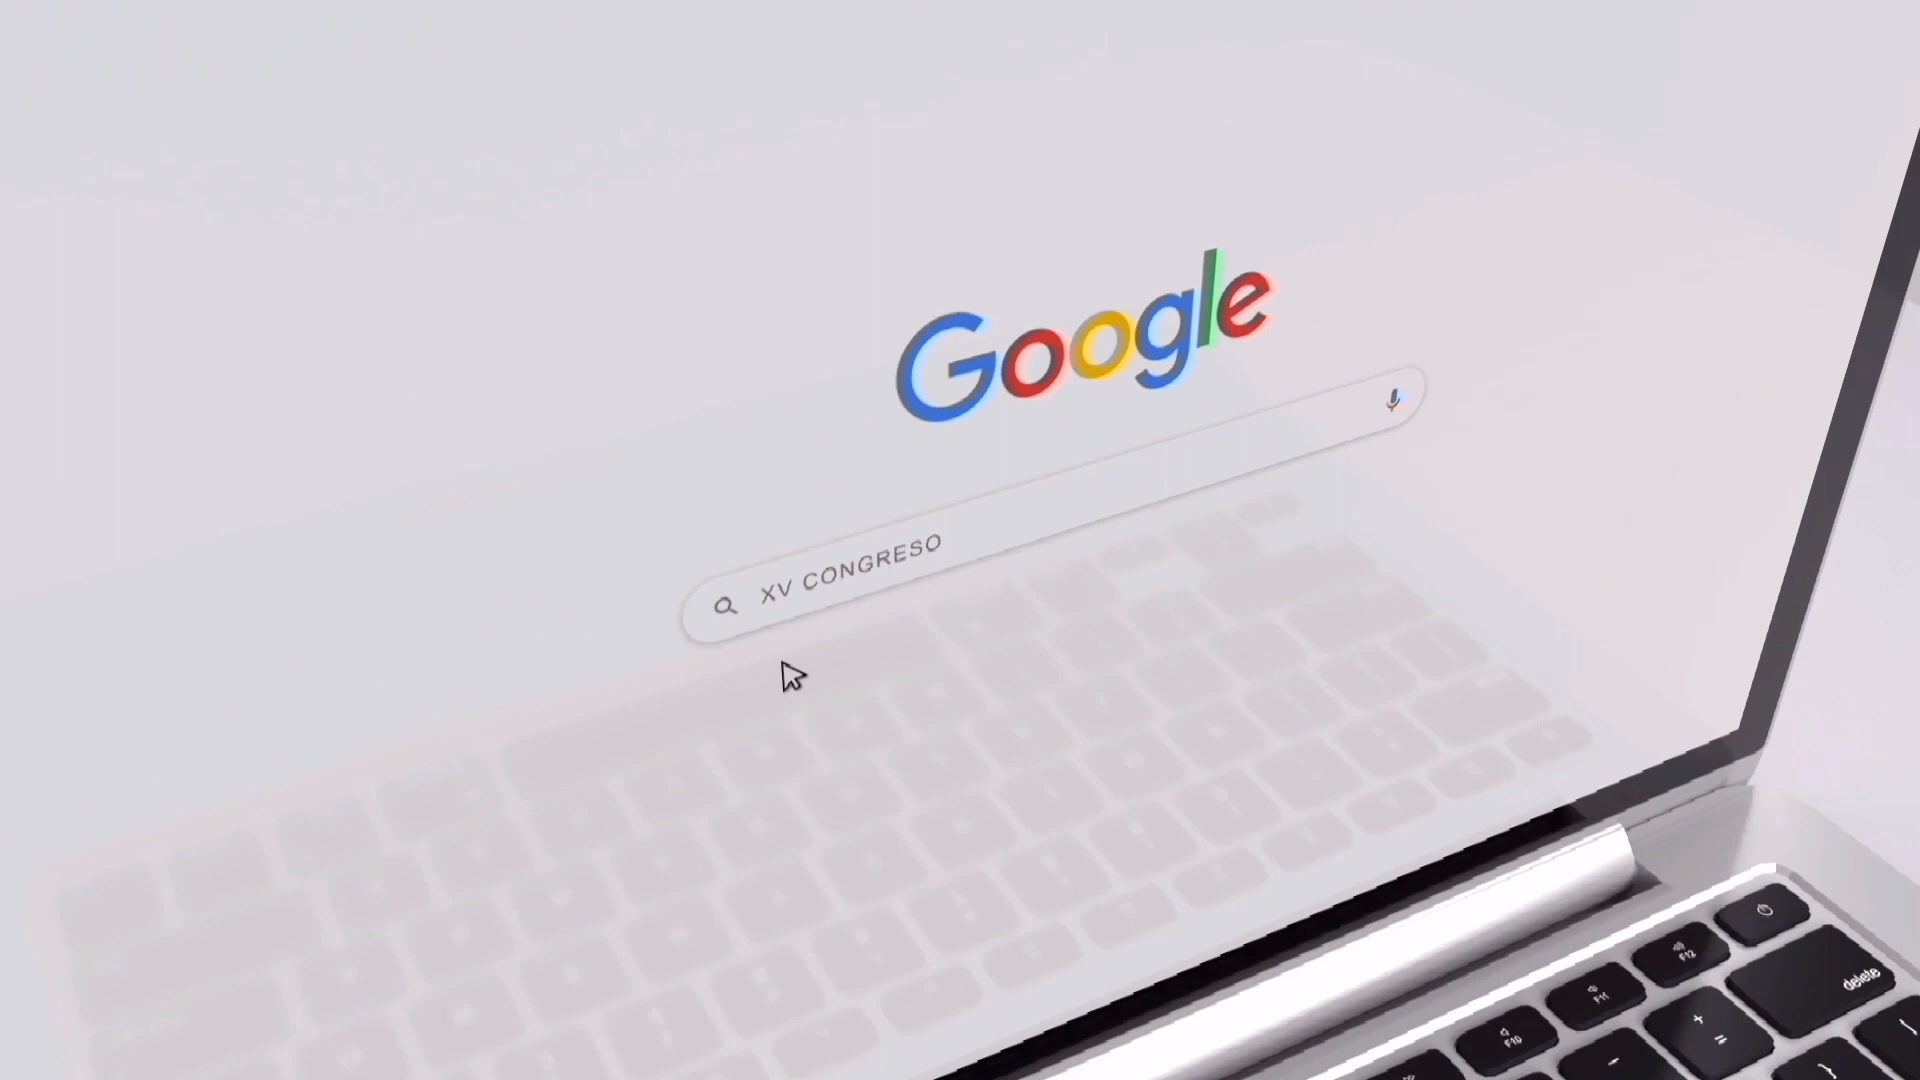 Google
XV CONGRESO
F12
delete
F11
+
=
F10
-
}